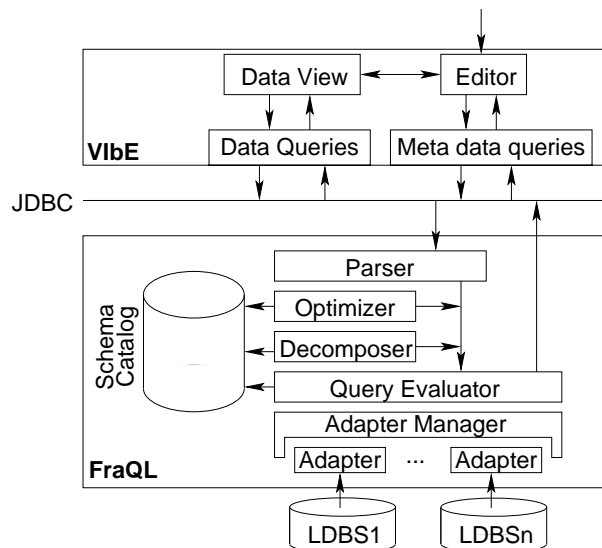 Data View
Editor
Data Queries
Meta data queries
VIbE
JDBC
Parser
Optimizer
Schema
Catalog
Decomposer
Query Evaluator
Adapter Manager
Adapter
...
Adapter
FraQL
LDBS1
LDBSn